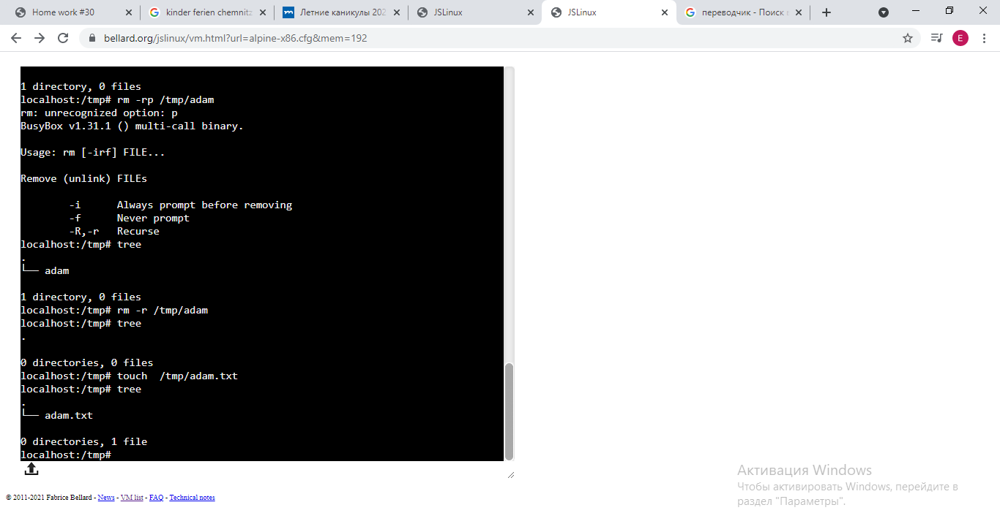 Home work #30
kinder ferien chemnitz
Летние каникулы 202
JSLinux
JSLinux
переводчик - Поиск в
bellard.org/jslinux/vm.html?url=alpine-x86.cfg&mem=192
E
1 directory, 0 files
localhost:/tmp# rm -rp /tmp/adam
rm: unrecognized option: p
BusyBox v1.31.1 () multi-call binary.
Usage: rm [-irf] FILE...
Remove (unlink) FILEs
-i Always prompt before removing
-f Never prompt
-R,-r Recurse
localhost:/tmp# tree
.
└── adam
1 directory, 0 files
localhost:/tmp# rm -r /tmp/adam
localhost:/tmp# tree
.
0 directories, 0 files
localhost:/tmp# touch  /tmp/adam.txt
localhost:/tmp# tree
.
└── adam.txt
0 directories, 1 file
localhost:/tmp#
Активация Windows
Чтобы активировать Windows, перейдите в
раздел "Параметры".
© 2011-2021 Fabrice Bellard - News - VM list - FAQ - Technical notes